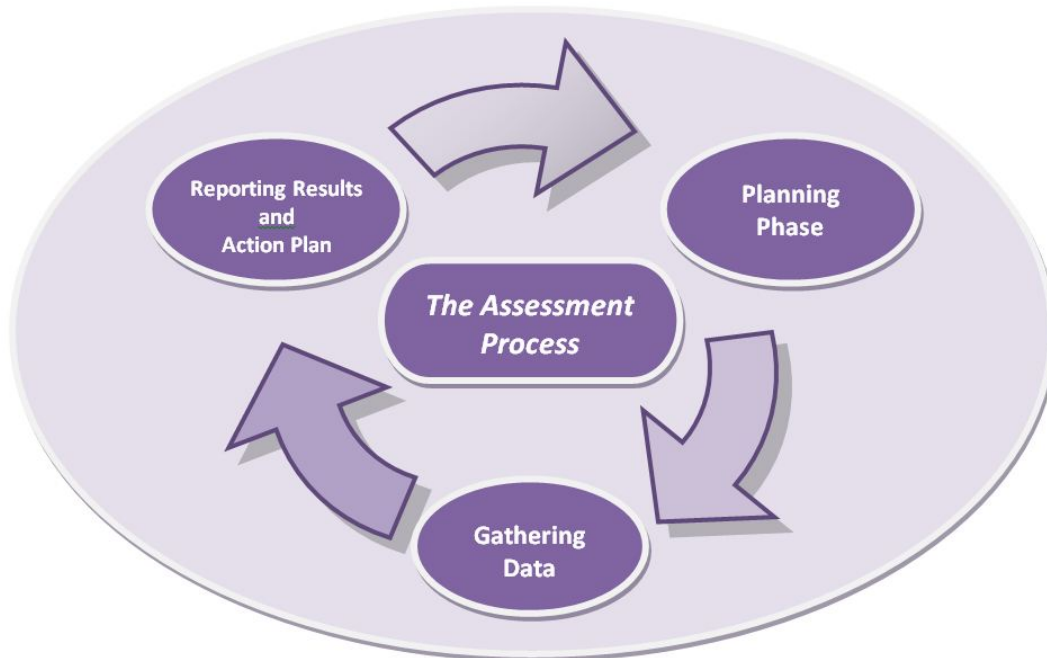 Reporting Results
and
Action Plan
Planning
Phase
The Assessment
Process
Gathering
Data